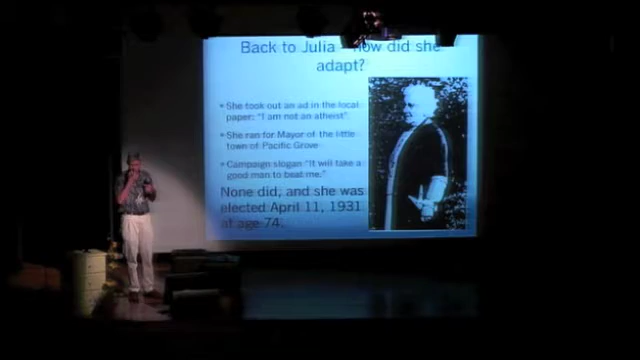 Back to Julia – how did she
adapt?
• She took out an ad in the local
paper: "I am not an atheist".
• She ran for Mayor of the little
town of Pacific Grove
• Campaign slogan "It will take a
good man to beat me."
None did, and she was
elected April 11, 1931
at age 74.